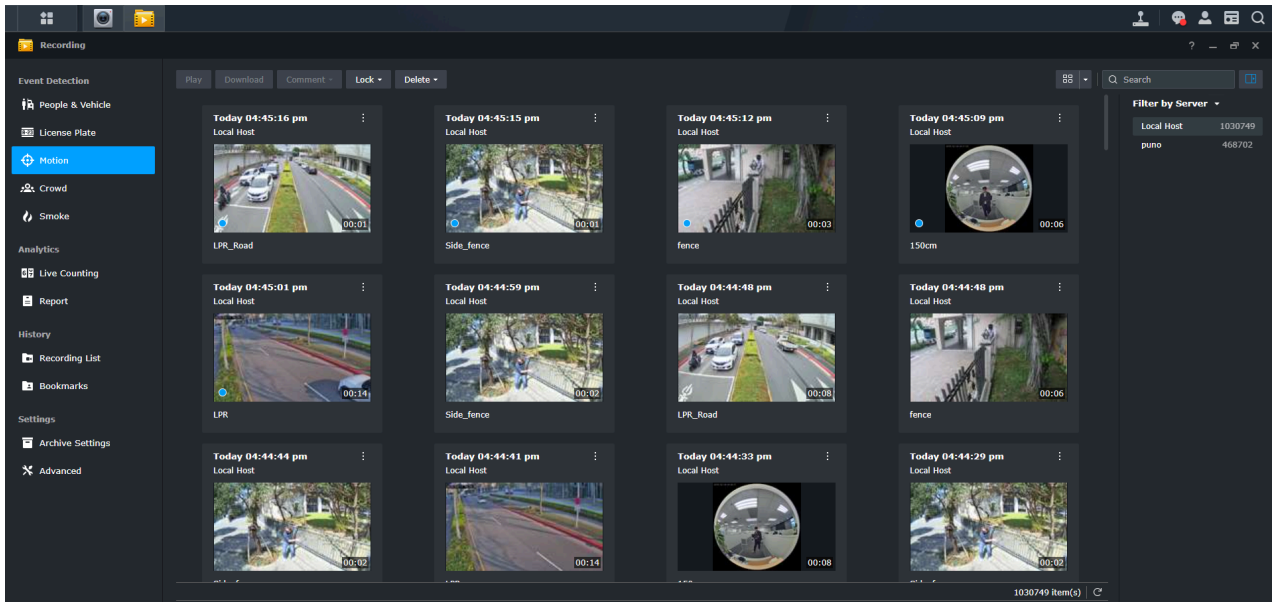 Recording
Event Detection
People & Vehicle
License Plate
Motion
Crowd
Smoke
Analytics
Live Counting
Report
History
Recording List
Bookmarks
Settings
Archive Settings
Advanced
Play Download Comment Lock Delete
Search
Today 04:45:16 pm
Local Host
00:01
LPR_Road
Today 04:45:15 pm
Local Host
00:01
Side_fence
Today 04:45:12 pm
Local Host
00:03
fence
Today 04:45:09 pm
Local Host
00:06
150cm
Today 04:45:01 pm
Local Host
00:14
LPR
Today 04:44:59 pm
Local Host
00:02
Side_fence
Today 04:44:48 pm
Local Host
00:08
LPR_Road
Today 04:44:48 pm
Local Host
00:06
fence
Today 04:44:44 pm
Local Host
00:02
Today 04:44:41 pm
Local Host
00:14
Today 04:44:33 pm
Local Host
00:08
Today 04:44:29 pm
Local Host
00:02
Filter by Server
Local Host 1030749
puno 468702
1030749 item(s)